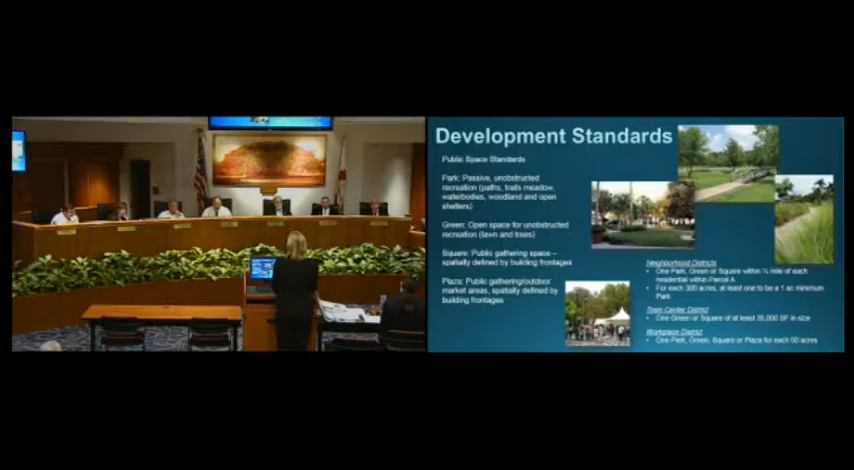 Development Standards
Public Space Standards
Park: Passive, unobstructed
recreation (paths, trails meadow,
waterbodies, woodland and open
shelters)
Green: Open space for unobstructed
recreation (lawn and trees)
Square: Public gathering space –
spatially defined by building frontages
Plaza: Public gathering/outdoor
market areas, spatially defined by
building frontages
Neighborhood Districts
• One Park, Green or Square within ¼ mile of each
residential within Parcel A
• For each 300 acres, at least one to be a 1 ac minimum
Park
Town Center District
• One Green or Square of at least 35,000 SF in size
Workplace District
• One Park, Green, Square or Plaza for each 50 acres